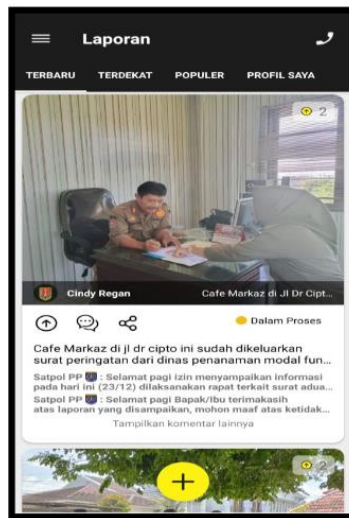 Laporan
TERBARU TERDEKAT POPULER PROFIL SAYA
2
Cindy Regan Cafe Markaz di Jl Dr Cipt...
Dalam Proses
Cafe Markaz di jl dr cipto ini sudah dikeluarkan
surat peringatan dari dinas penanaman modal fun...
Satpol PP : Selamat pagi izin menyampaikan informasi
pada hari ini (23/12) dilaksanakan rapat terkait surat adua...
Satpol PP : Selamat pagi Bapak/Ibu terimakasih
atas laporan yang disampaikan, mohon maaf atas ketidak...
Tampilkan komentar lainnya
+
2